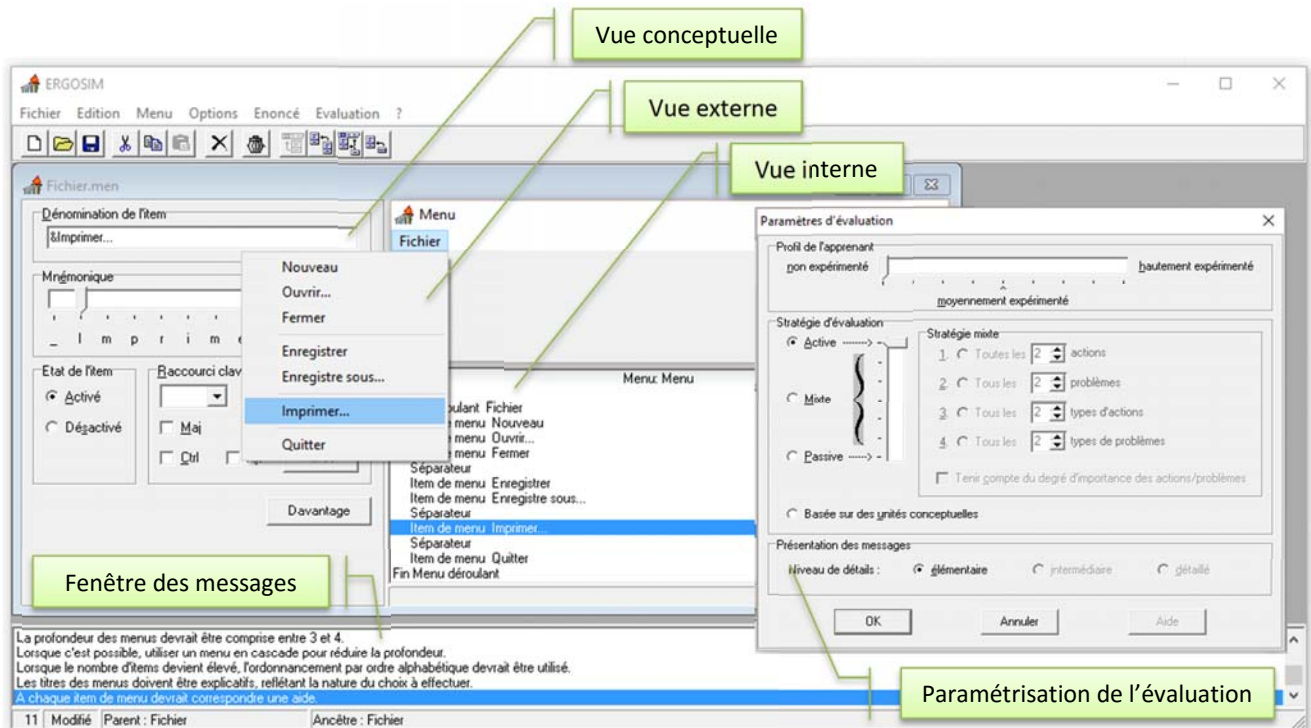 Vue conceptuelle
ERGOSIM
Fichier Edition Menu Options Enoncé Evaluation ?
Vue externe
Vue interne
Fichier.men
Dénomination de l'item
&Imprimer...
Mnémonique
_ I m p r i m e
Etat de l'item
Activé
Désactivé
Raccourci clav
Maj
Ctrl
Davantage
Menu
Fichier
Nouveau
Ouvrir...
Fermer
Enregistrer
Enregistre sous...
Imprimer...
Quitter
Menu: Menu
oulant Fichier
menu Nouveau
menu Ouvrir...
menu Fermer
Séparateur
Item de menu Enregistrer
Item de menu Enregistre sous...
Séparateur
Item de menu Imprimer...
Séparateur
Item de menu Quitter
Fin Menu déroulant
Paramètres d'évaluation
Profil de l'apprenant
non expérimenté
hautement expérimenté
moyennement expérimenté
Stratégie d'évaluation
Active ----->
Mixte
Passive ----->
Stratégie mixte
1. Toutes les 2 actions
2. Tous les 2 problèmes
3. Tous les 2 types d'actions
4. Tous les 2 types de problèmes
Tenir compte du degré d'importance des actions/problèmes
Basée sur des unités conceptuelles
Présentation des messages
Niveau de détails : élémentaire intermédiaire détaillé
OK Annuler Aide
Fenêtre des messages
La profondeur des menus devrait être comprise entre 3 et 4.
Lorsque c'est possible, utiliser un menu en cascade pour réduire la profondeur.
Lorsque le nombre d'items devient élevé, l'ordonnancement par ordre alphabétique devrait être utilisé.
Les titres des menus doivent être explicatifs, reflétant la nature du choix à effectuer.
A chaque item de menu devrait correspondre une aide.
Paramétrisation de l'évaluation
11 Modifié Parent : Fichier Ancêtre : Fichier